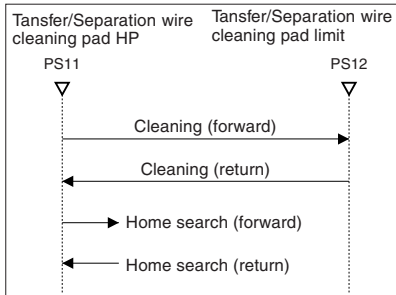 Tansfer/Separation wire
cleaning pad HP
Tansfer/Separation wire
cleaning pad limit
PS11
PS12
Cleaning (forward)
Cleaning (return)
Home search (forward)
Home search (return)